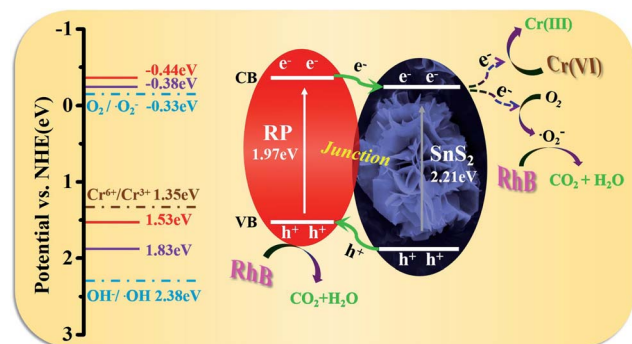 Potential vs. NHE(eV)
-1
0
1
2
3
-0.44eV
-0.38eV
O₂ / ·O₂⁻ -0.33eV
Cr⁶⁺/Cr³⁺ 1.35eV
1.53eV
1.83eV
OH⁻/ ·OH 2.38eV
CB
e⁻ e⁻
RP
1.97eV
VB
h⁺ h⁺
e⁻
Junction
h⁺
e⁻ e⁻
SnS₂
2.21eV
h⁺ h⁺
RhB
CO₂+H₂O
Cr(III)
e⁻
Cr(VI)
e⁻
O₂
·O₂⁻
RhB
CO₂ + H₂O